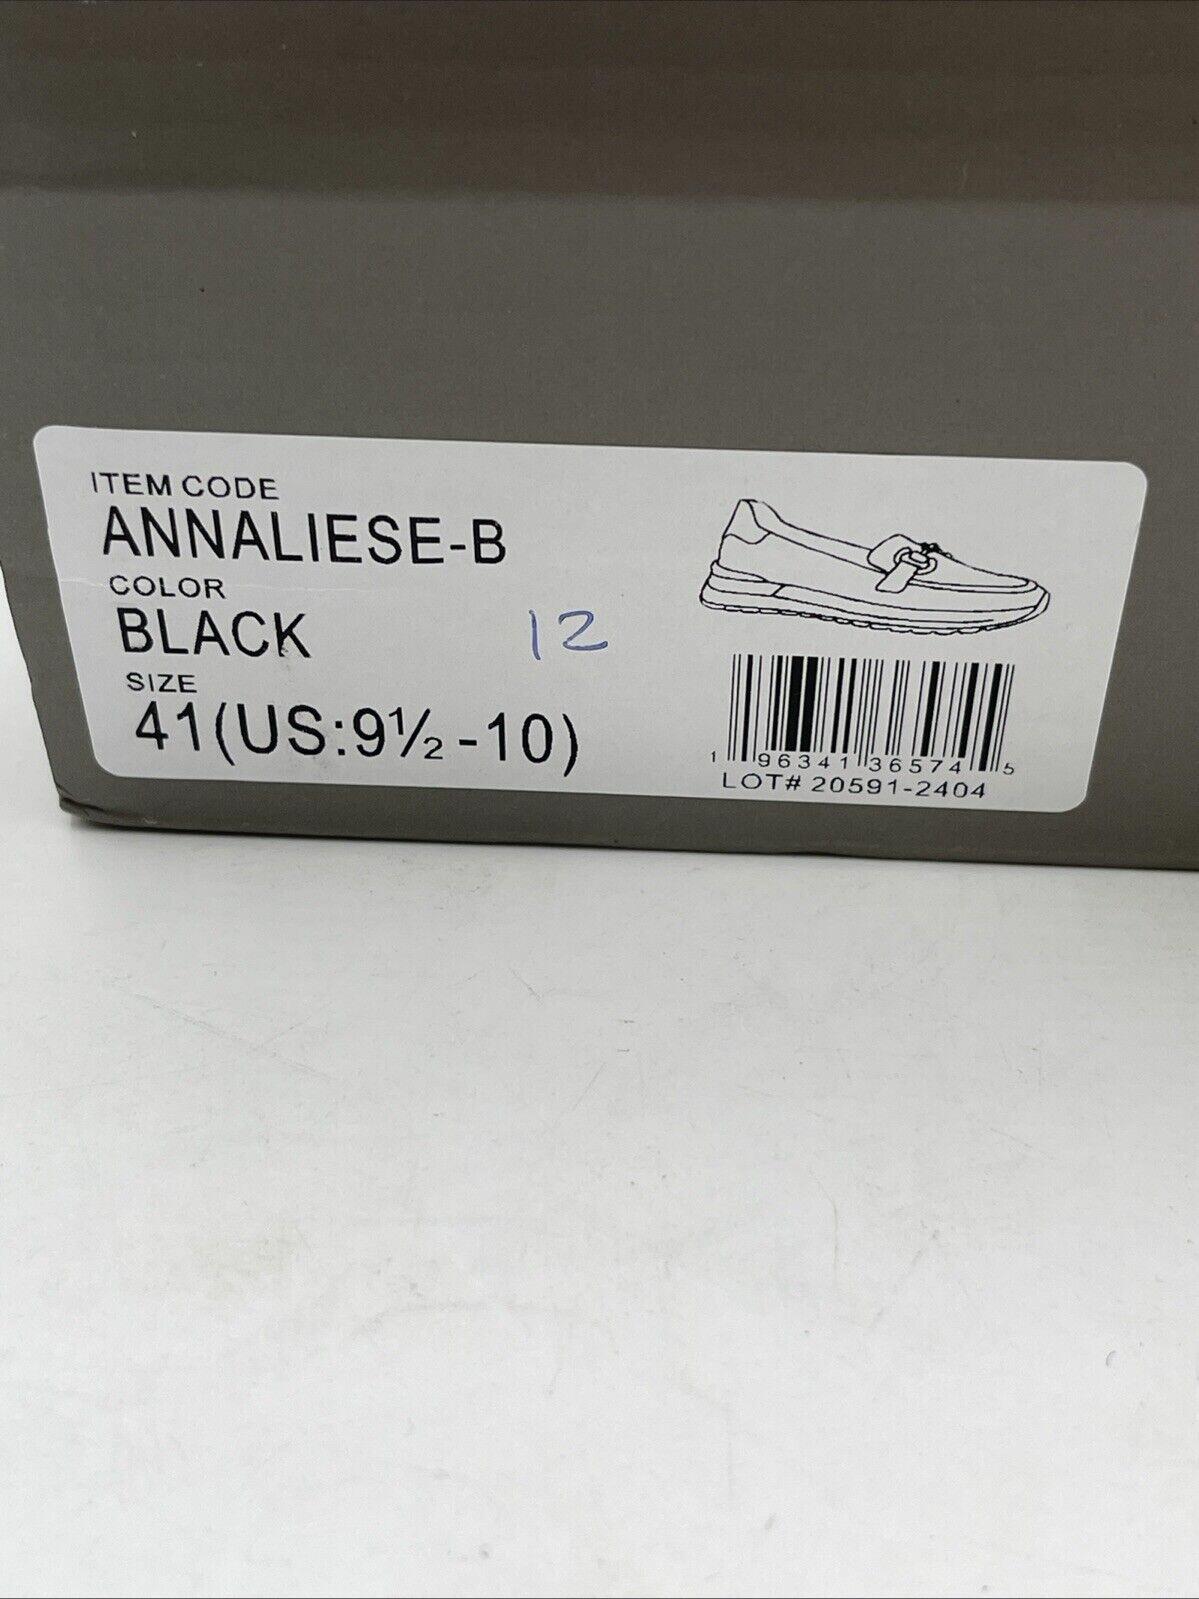 ITEM CODE
ANNALIESE-B
COLOR
BLACK
12
SIZE
41(US:9½-10)
1 96341 36574 5
LOT# 20591-2404